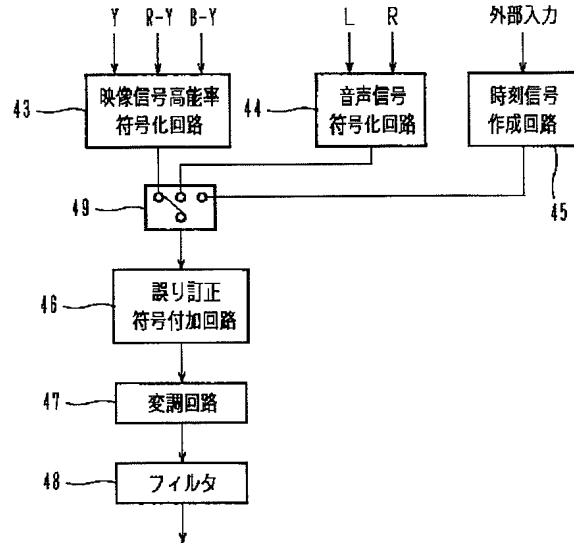 Y R-Y B-Y L R 外部入力
43 映像信号高能率
符号化回路
44 音声信号
符号化回路
時刻信号
作成回路
45
49
46 誤り訂正
符号付加回路
47 変調回路
48 フィルタ